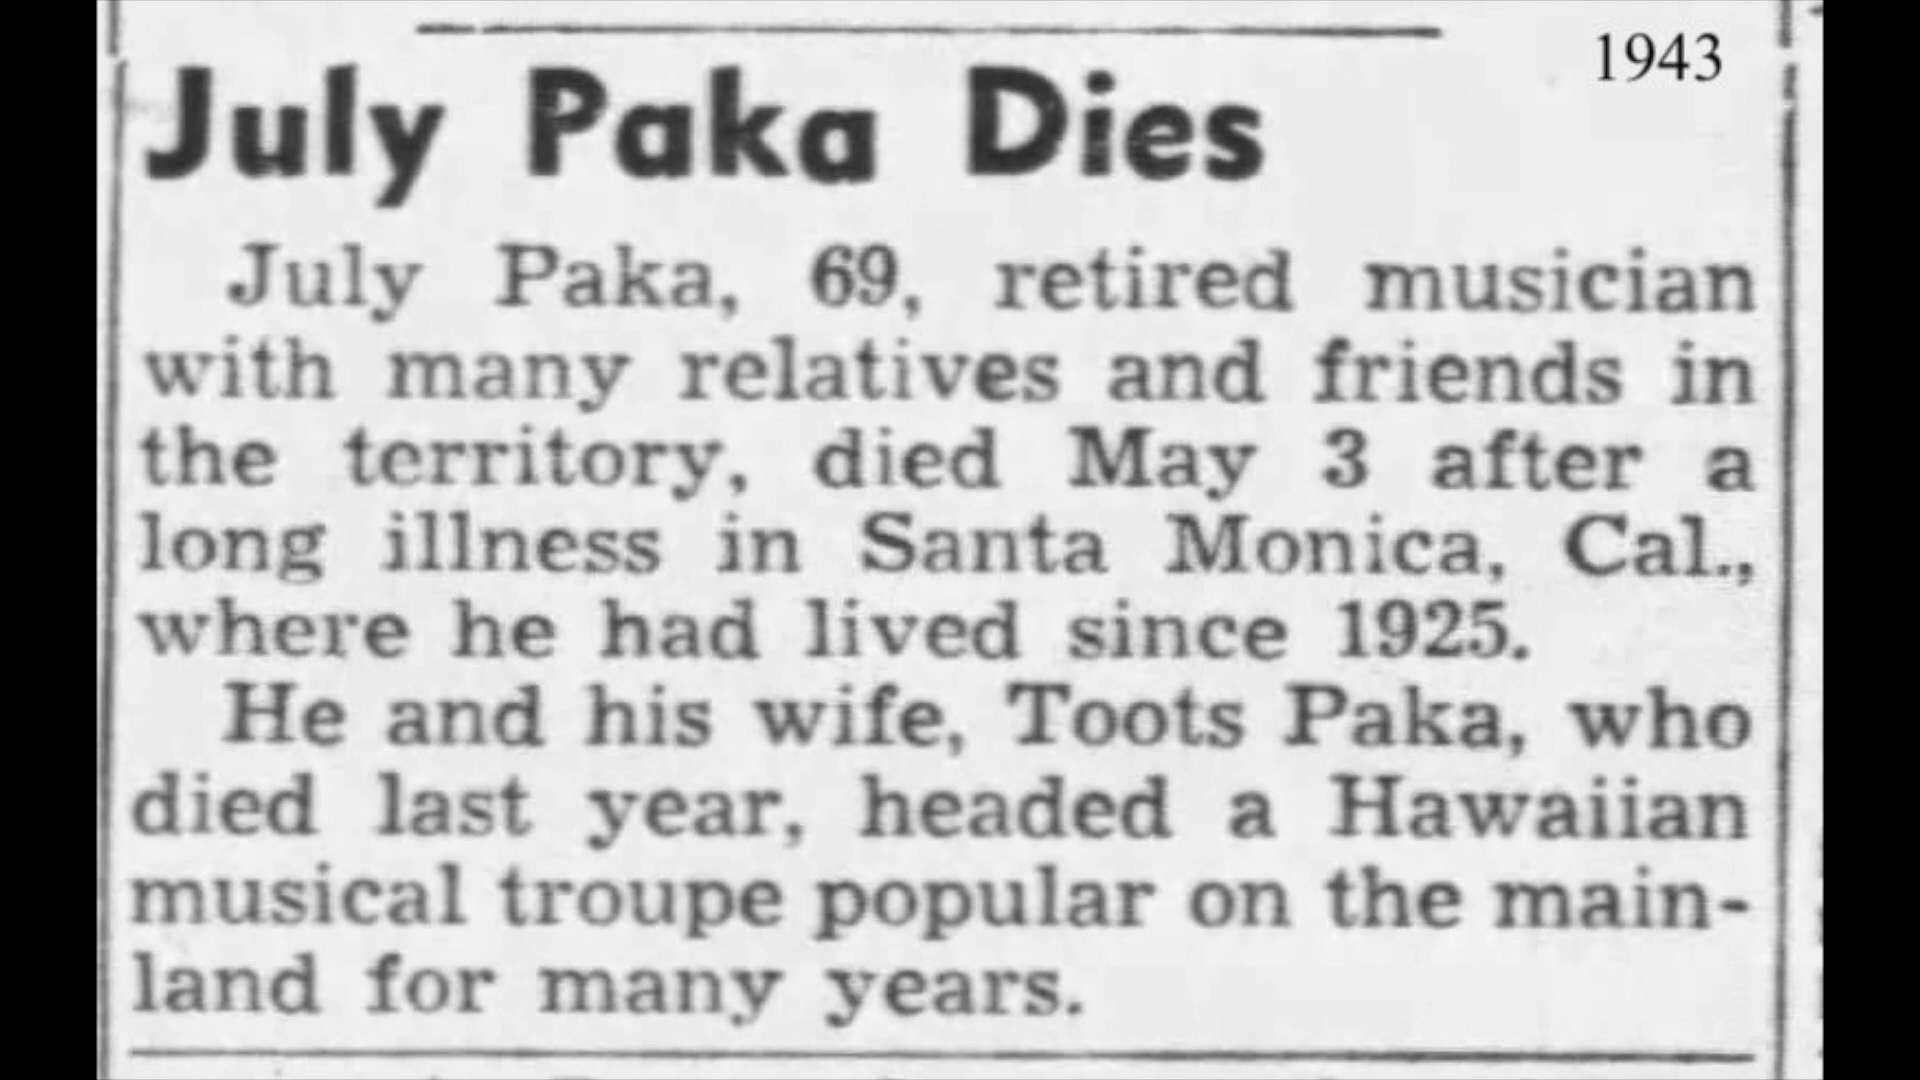 1943
July Paka Dies
July Paka, 69, retired musician
with many relatives and friends in
the territory, died May 3 after a
long illness in Santa Monica, Cal.,
where he had lived since 1925.
He and his wife, Toots Paka, who
died last year, headed a Hawaiian
musical troupe popular on the main-
land for many years.